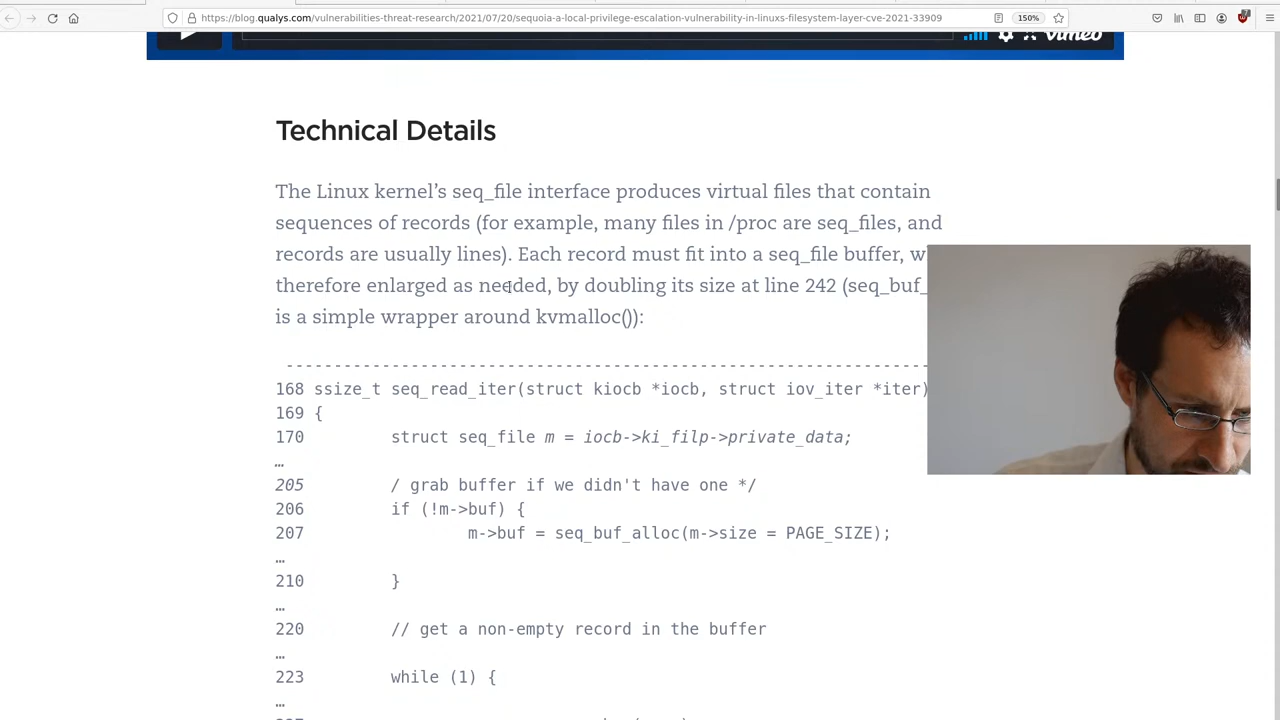 https://blog.qualys.com/vulnerabilities-threat-research/2021/07/20/sequoia-a-local-privilege-escalation-vulnerability-in-linuxs-filesystem-layer-cve-2021-33909
150%
vimeo
Technical Details
The Linux kernel’s seq_file interface produces virtual files that contain
sequences of records (for example, many files in /proc are seq_files, and
records are usually lines). Each record must fit into a seq_file buffer, w
therefore enlarged as needed, by doubling its size at line 242 (seq_buf_
is a simple wrapper around kvmalloc()):
------------------------------------------------------------------
168 ssize_t seq_read_iter(struct kiocb *iocb, struct iov_iter *iter)
169 {
170         struct seq_file m = iocb->ki_filp->private_data;
…
205         / grab buffer if we didn't have one */
206         if (!m->buf) {
207                 m->buf = seq_buf_alloc(m->size = PAGE_SIZE);
…
210         }
…
220         // get a non-empty record in the buffer
…
223         while (1) {
…